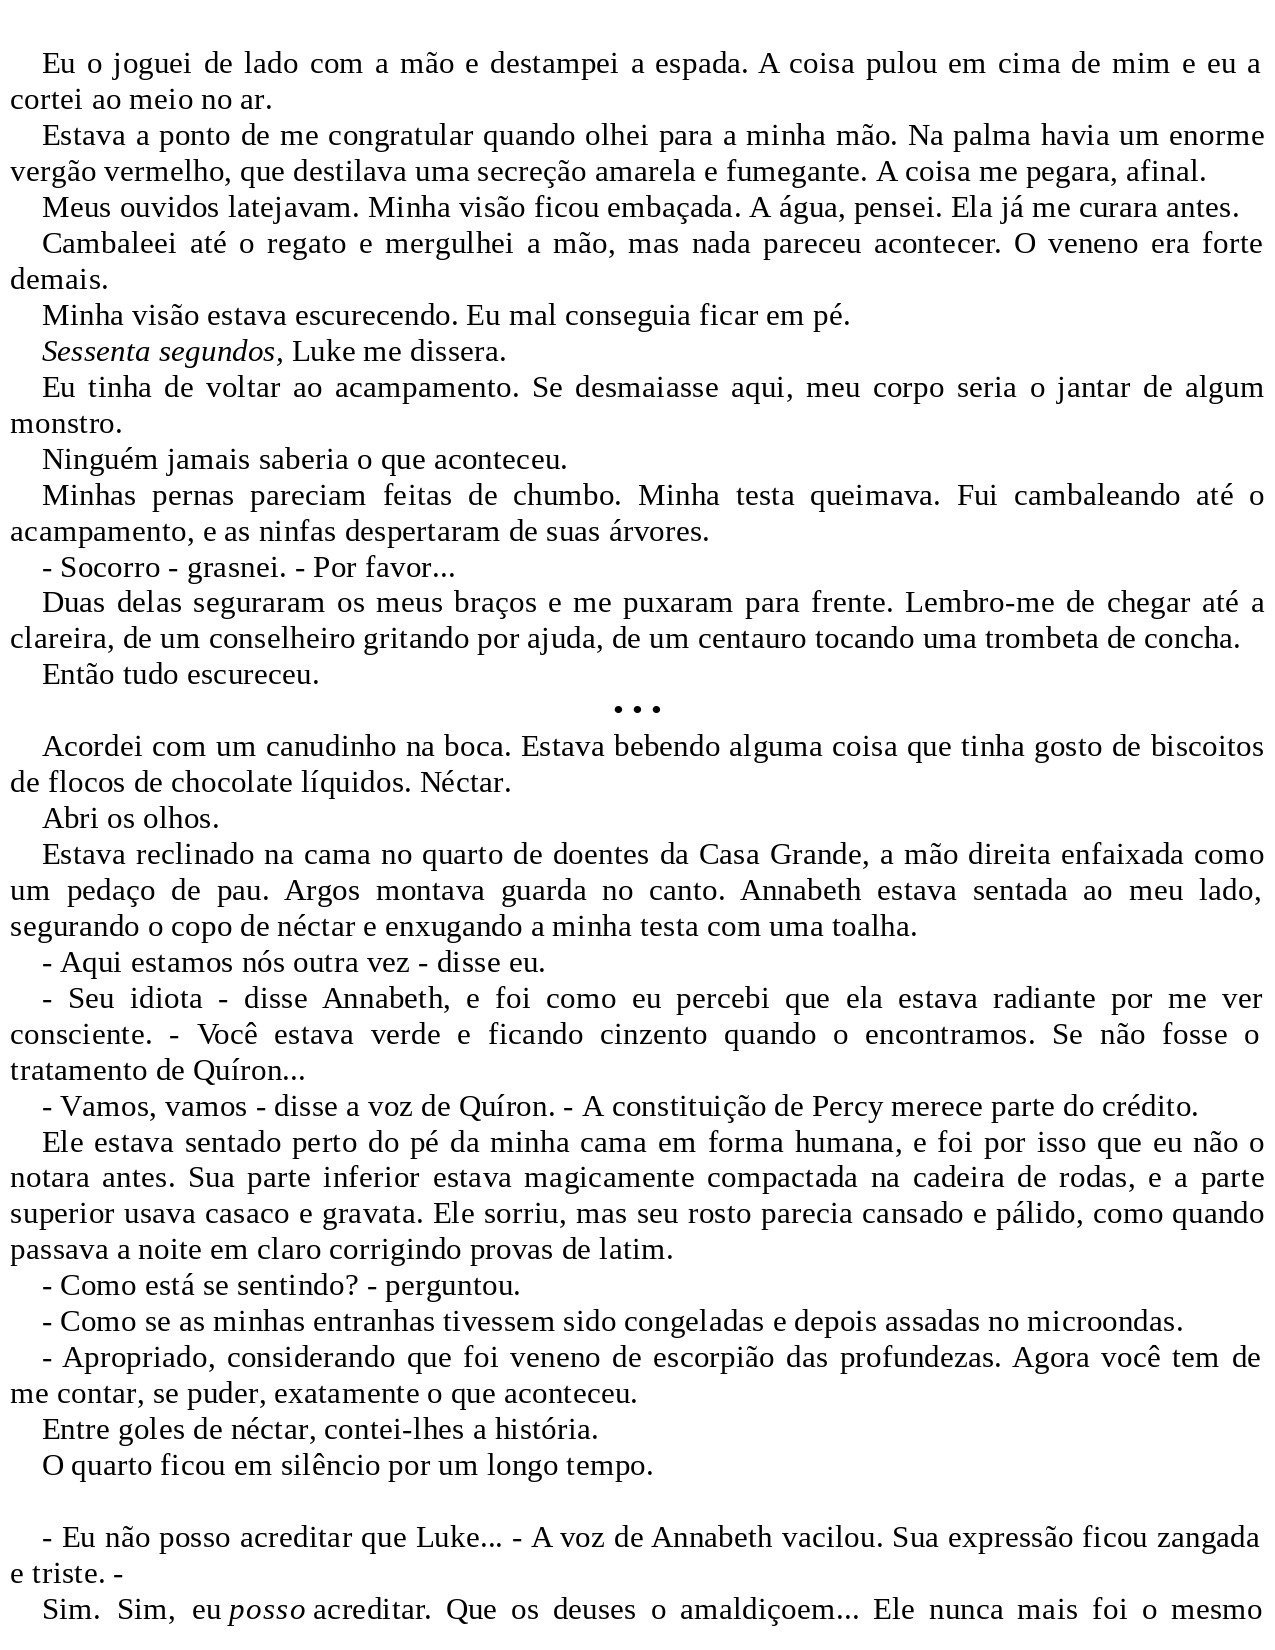 Eu o joguei de lado com a mão e destampei a espada. A coisa pulou em cima de mim e eu a
cortei ao meio no ar.
Estava a ponto de me congratular quando olhei para a minha mão. Na palma havia um enorme
vergão vermelho, que destilava uma secreção amarela e fumegante. A coisa me pegara, afinal.
Meus ouvidos latejavam. Minha visão ficou embaçada. A água, pensei. Ela já me curara antes.
Cambaleei até o regato e mergulhei a mão, mas nada pareceu acontecer. O veneno era forte
demais.
Minha visão estava escurecendo. Eu mal conseguia ficar em pé.
Sessenta segundos, Luke me dissera.
Eu tinha de voltar ao acampamento. Se desmaiasse aqui, meu corpo seria o jantar de algum
monstro.
Ninguém jamais saberia o que aconteceu.
Minhas pernas pareciam feitas de chumbo. Minha testa queimava. Fui cambaleando até o
acampamento, e as ninfas despertaram de suas árvores.
- Socorro - grasnei. - Por favor...
Duas delas seguraram os meus braços e me puxaram para frente. Lembro-me de chegar até a
clareira, de um conselheiro gritando por ajuda, de um centauro tocando uma trombeta de concha.
Então tudo escureceu.
• • •
Acordei com um canudinho na boca. Estava bebendo alguma coisa que tinha gosto de biscoitos
de flocos de chocolate líquidos. Néctar.
Abri os olhos.
Estava reclinado na cama no quarto de doentes da Casa Grande, a mão direita enfaixada como
um pedaço de pau. Argos montava guarda no canto. Annabeth estava sentada ao meu lado,
segurando o copo de néctar e enxugando a minha testa com uma toalha.
- Aqui estamos nós outra vez - disse eu.
- Seu idiota - disse Annabeth, e foi como eu percebi que ela estava radiante por me ver
consciente. - Você estava verde e ficando cinzento quando o encontramos. Se não fosse o
tratamento de Quíron...
- Vamos, vamos - disse a voz de Quíron. - A constituição de Percy merece parte do crédito.
Ele estava sentado perto do pé da minha cama em forma humana, e foi por isso que eu não o
notara antes. Sua parte inferior estava magicamente compactada na cadeira de rodas, e a parte
superior usava casaco e gravata. Ele sorriu, mas seu rosto parecia cansado e pálido, como quando
passava a noite em claro corrigindo provas de latim.
- Como está se sentindo? - perguntou.
- Como se as minhas entranhas tivessem sido congeladas e depois assadas no microondas.
- Apropriado, considerando que foi veneno de escorpião das profundezas. Agora você tem de
me contar, se puder, exatamente o que aconteceu.
Entre goles de néctar, contei-lhes a história.
O quarto ficou em silêncio por um longo tempo.
- Eu não posso acreditar que Luke... - A voz de Annabeth vacilou. Sua expressão ficou zangada
e triste. -
Sim. Sim, eu posso acreditar. Que os deuses o amaldiçoem... Ele nunca mais foi o mesmo